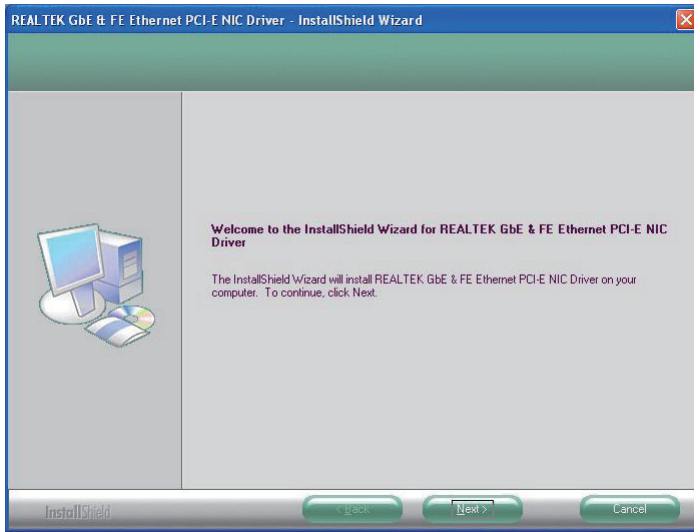 REALTEK GbE & FE Ethernet PCI-E NIC Driver - InstallShield Wizard
Welcome to the InstallShield Wizard for REALTEK GbE & FE Ethernet PCI-E NIC
Driver
The InstallShield Wizard will install REALTEK GbE & FE Ethernet PCI-E NIC Driver on your
computer. To continue, click Next.
InstallShield
< Back
Next >
Cancel